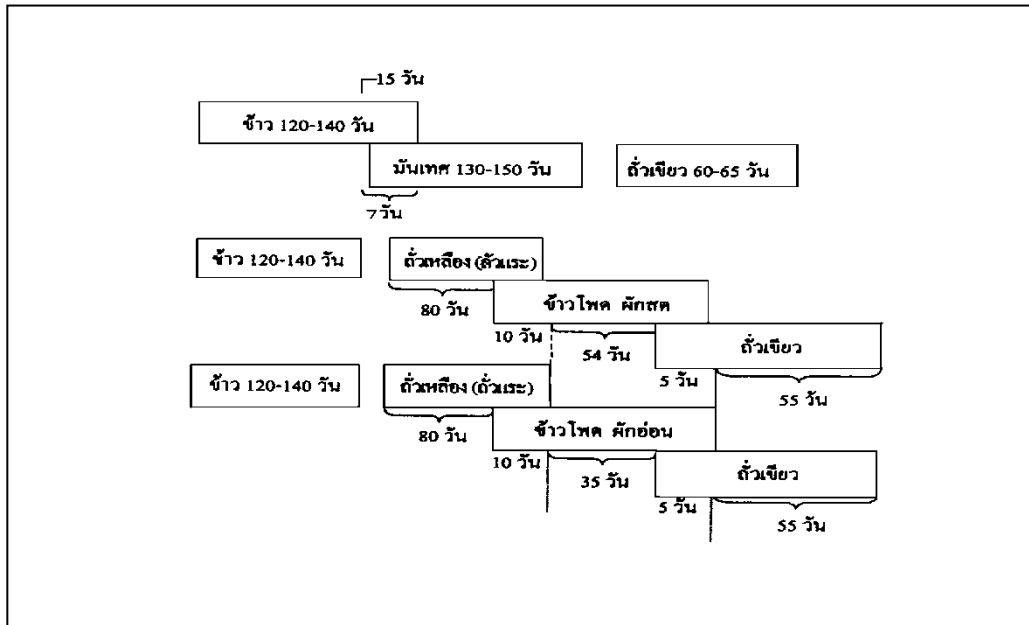 15 วัน
ข้าว 120-140 วัน
มันเทศ 130-150 วัน ถั่วเขียว 60-65 วัน
7 วัน
ข้าว 120-140 วัน ถั่วเหลือง (ถั่วแระ)
80 วัน ข้าวโพด ฝักสด
10 วัน 54 วัน ถั่วเขียว
5 วัน 55 วัน
ข้าว 120-140 วัน ถั่วเหลือง (ถั่วแระ)
80 วัน ข้าวโพด ฝักอ่อน
10 วัน 35 วัน ถั่วเขียว
5 วัน 55 วัน